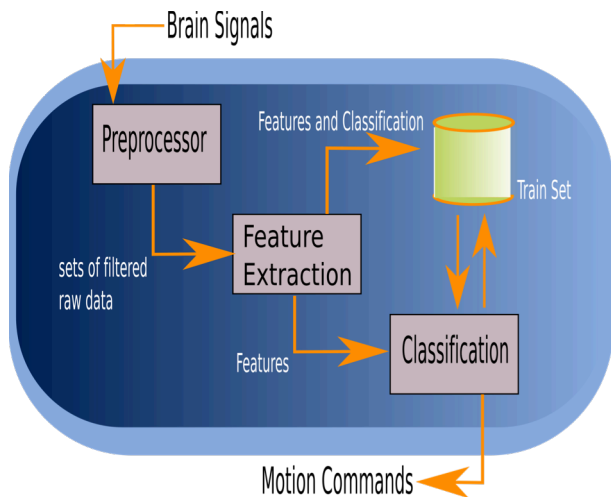 Brain Signals
Preprocessor
Features and Classification
Train Set
Feature
Extraction
sets of filtered
raw data
Features
Classification
Motion Commands